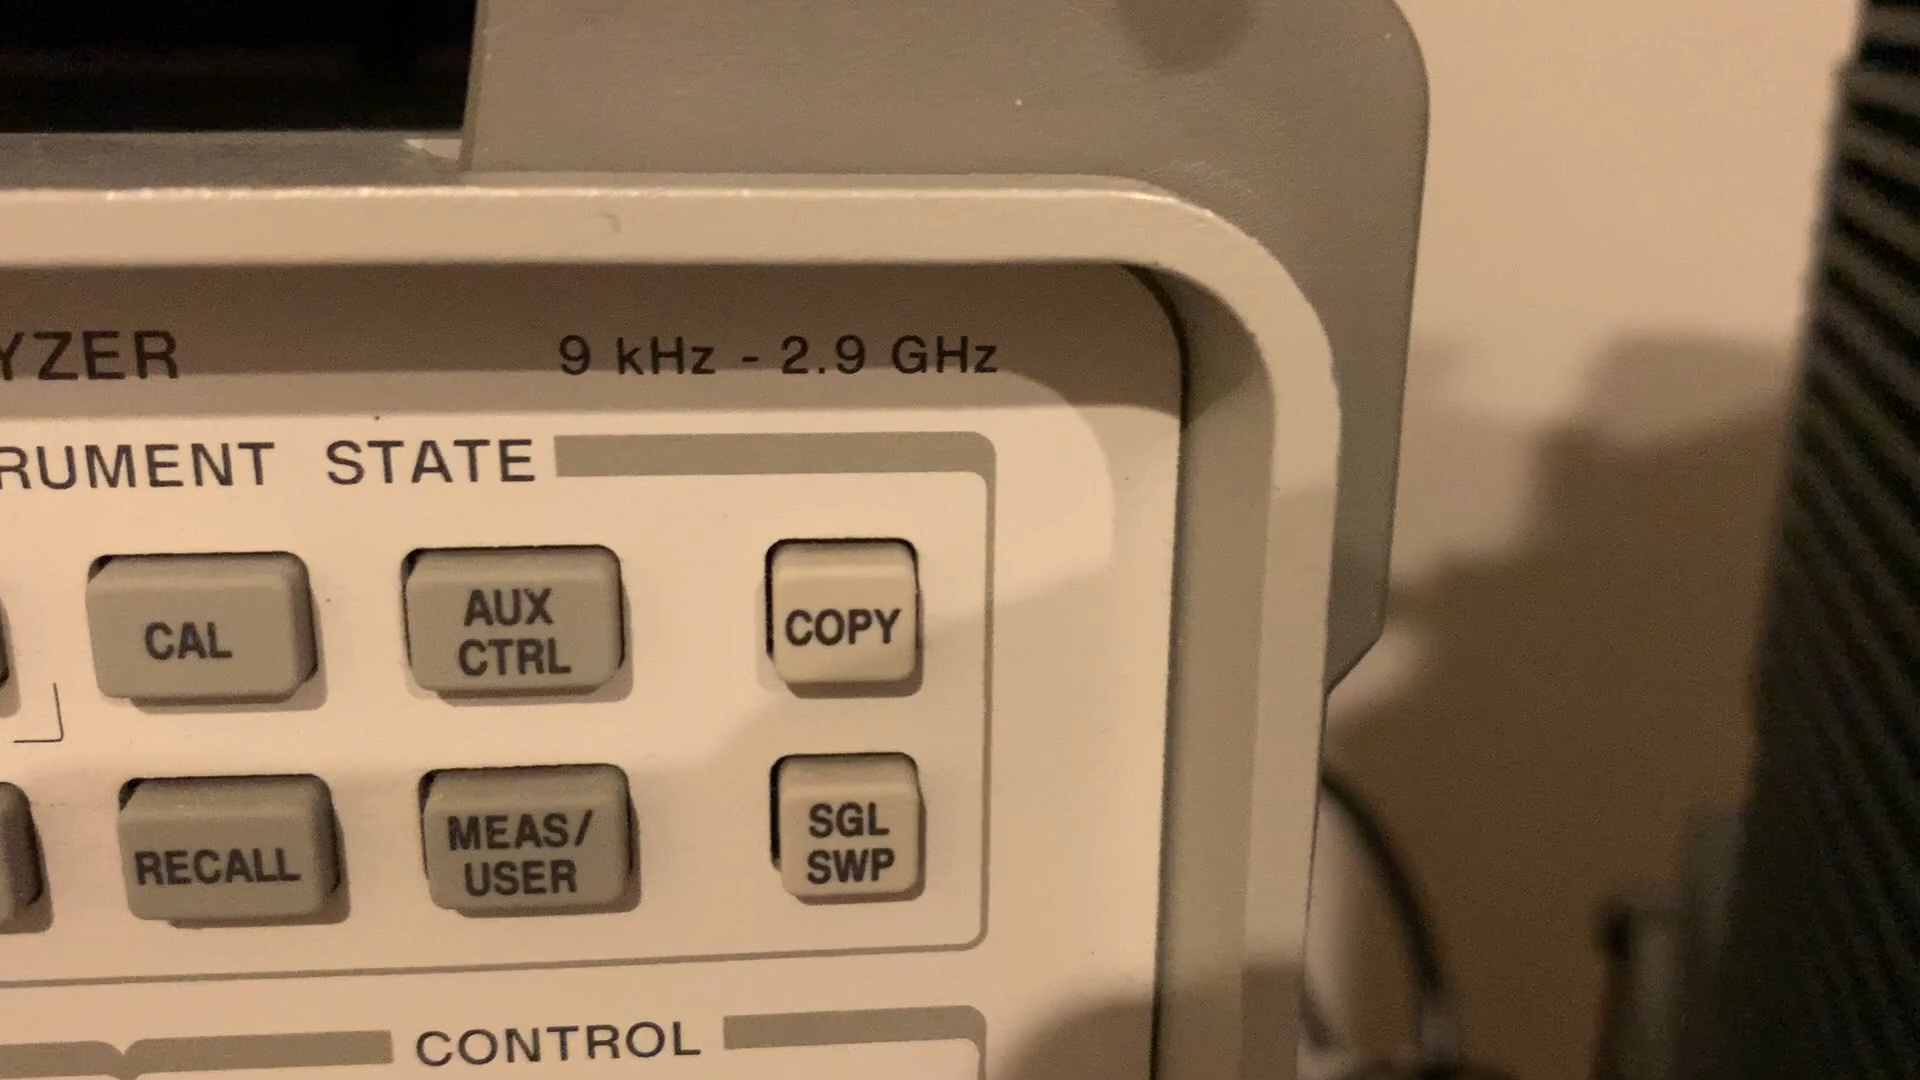 YZER 9 kHz - 2.9 GHz
RUMENT STATE
CAL
AUX
CTRL
COPY
RECALL
MEAS/
USER
SGL
SWP
CONTROL